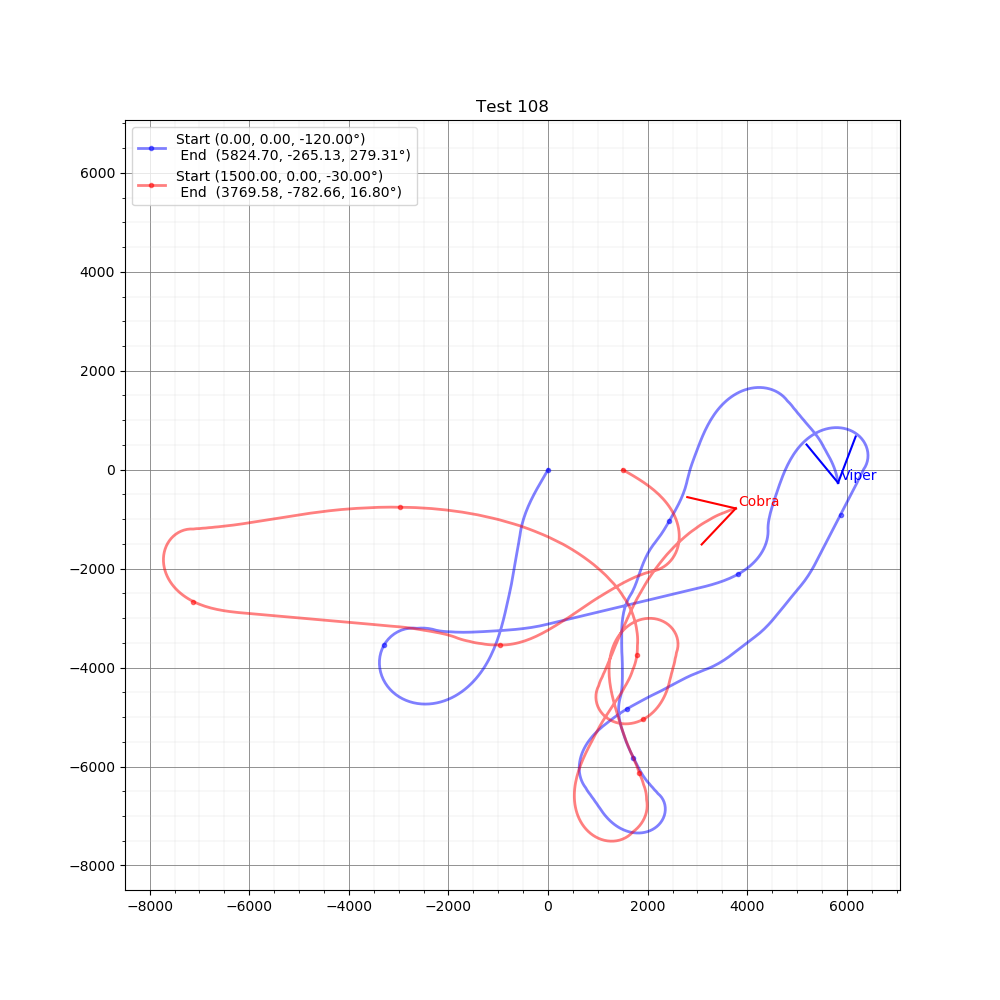 Test 108
Start (0.00, 0.00, -120.00°)
End  (5824.70, -265.13, 279.31°)
Start (1500.00, 0.00, -30.00°)
End  (3769.58, -782.66, 16.80°)
6000
4000
2000
0
−2000
−4000
−6000
−8000
Viper
Cobra
−8000 −6000 −4000 −2000 0 2000 4000 6000